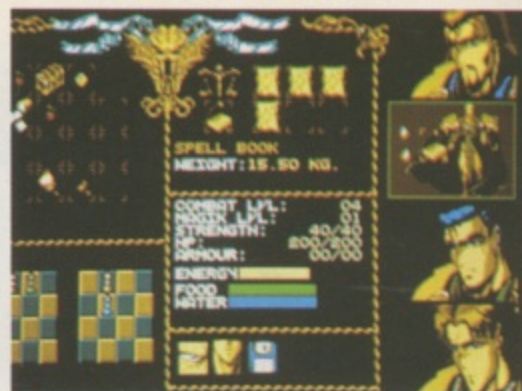 SPELL BOOK
WEIGHT:15.50 KG.
COMBAT LVL: 04
MAGIK LVL: 01
STRENGTH: 40/40
HP: 200/200
ARMOUR: 00/00
ENERGY
FOOD
WATER